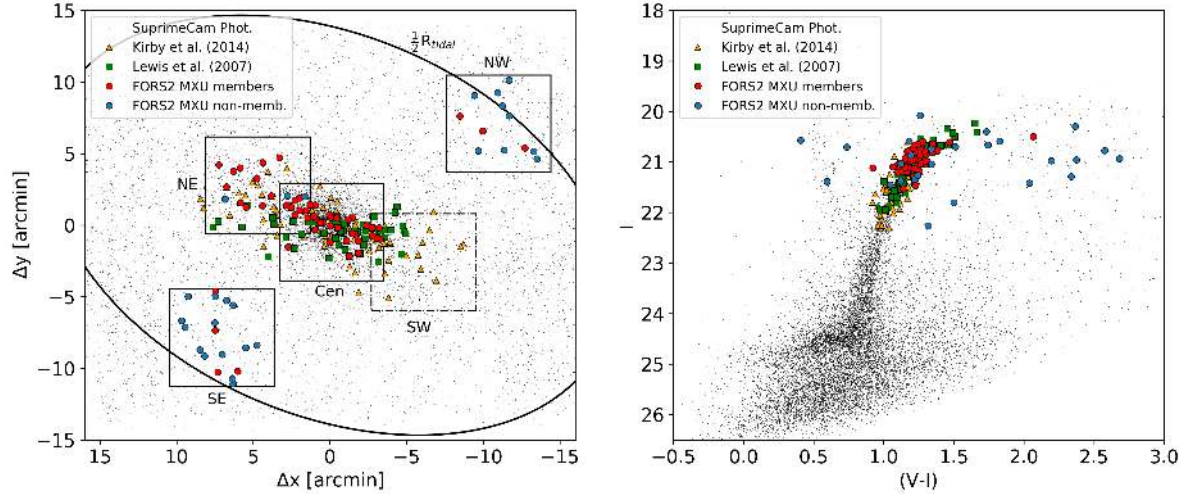 SuprimeCam Phot.
Kirby et al. (2014)
Lewis et al. (2007)
FORS2 MXU members
FORS2 MXU non-memb.
½R_tidal
NW
NE
Cen
SW
SE
15
10
5
0
−5
−10
−15
Δy [arcmin]
15 10 5 0 −5 −10 −15
Δx [arcmin]
SuprimeCam Phot.
Kirby et al. (2014)
Lewis et al. (2007)
FORS2 MXU members
FORS2 MXU non-memb.
18
19
20
21
22
23
24
25
26
I
−0.5 0.0 0.5 1.0 1.5 2.0 2.5 3.0
(V-I)